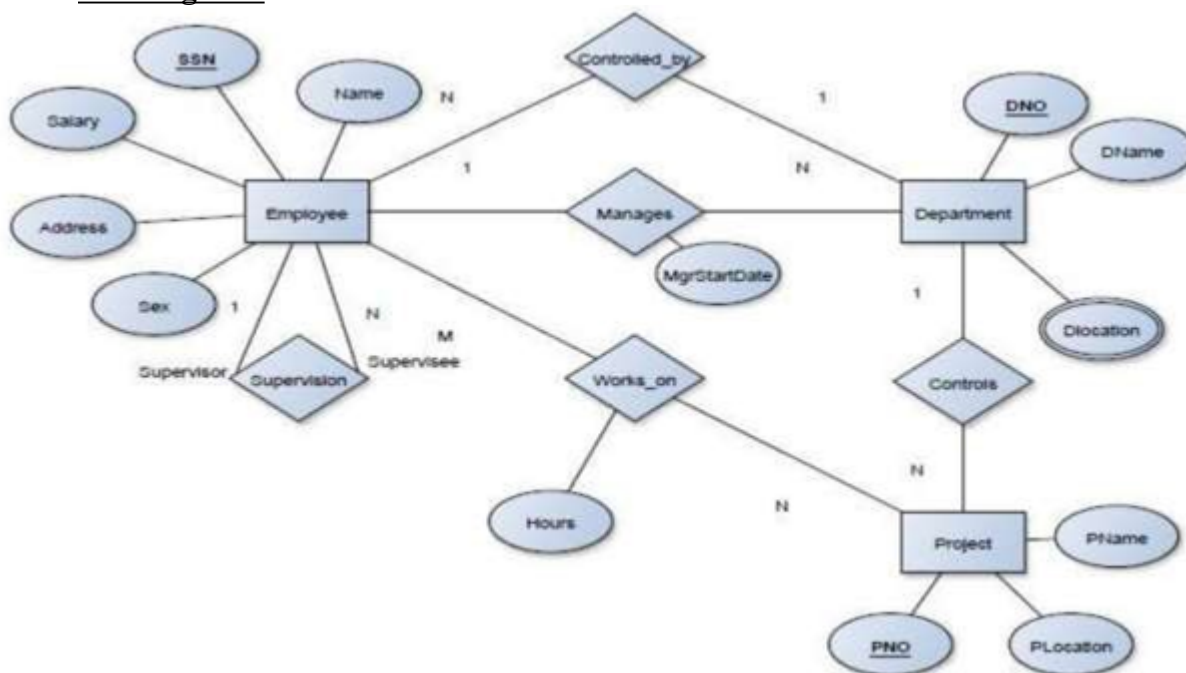 SSN
Controlled_by
Name
N
1
DNO
Salary
DName
1
N
Employee
Manages
Department
Address
MgrStartDate
Sex
1
N
1
Dlocation
M
Supervisor
Supervision
Supervisee
Works_on
Controls
N
Hours
N
Project
PName
PNO
PLocation